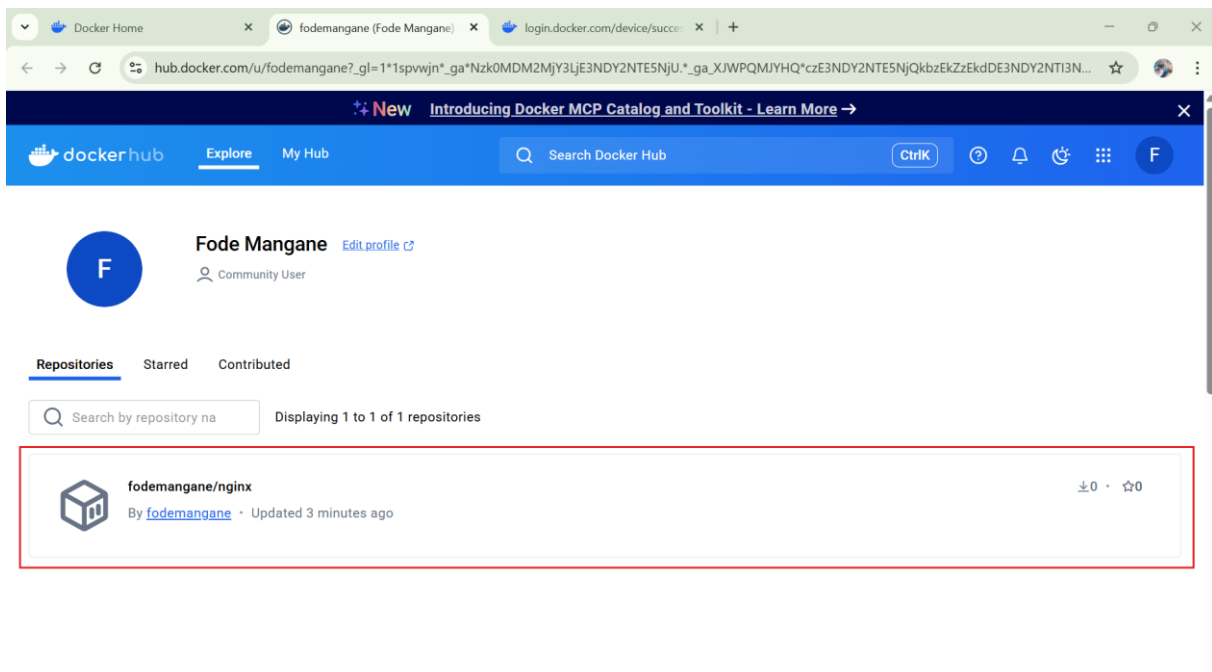 Docker Home
fodemangane (Fode Mangane)
login.docker.com/device/succe
hub.docker.com/u/fodemangane?_gl=1*1spvwjn*_ga*Nzk0MDM2MjY3LjE3NDY2NTE5NjU.*_ga_XJWPQMJYHQ*czE3NDY2NTE5NjQkbzEkZzEkdDE3NDY2NTI3N...
New Introducing Docker MCP Catalog and Toolkit - Learn More →
dockerhub Explore My Hub Search Docker Hub CtrlK F
F
Fode Mangane Edit profile
Community User
Repositories Starred Contributed
Search by repository na Displaying 1 to 1 of 1 repositories
fodemangane/nginx 0 · 0
By fodemangane · Updated 3 minutes ago